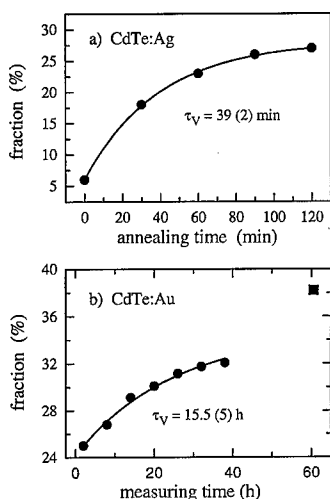 a) CdTe:Ag
30
25
20
15
10
5
fraction (%)
τV = 39 (2) min
0 20 40 60 80 100 120
annealing time (min)
b) CdTe:Au
40
36
32
28
24
fraction (%)
τV = 15.5 (5) h
0 20 40 60
measuring time (h)